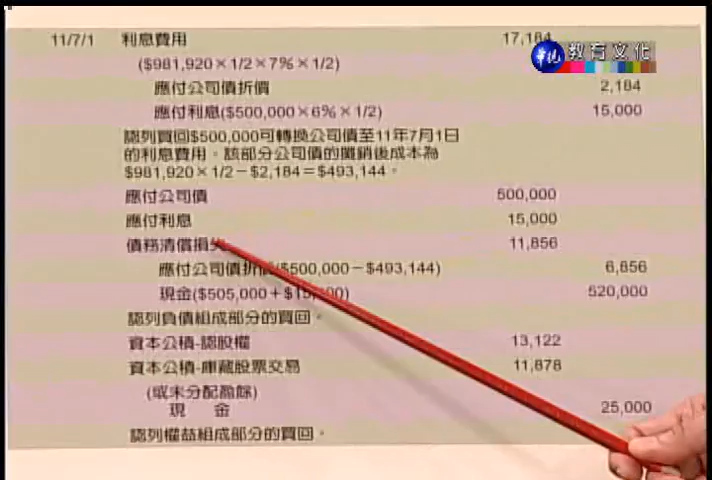 華視 教育文化
11/7/1 利息費用 17,184
($981,920×1/2×7%×1/2)
應付公司債折價 2,184
應付利息($500,000×6%×1/2) 15,000
認列買回$500,000可轉換公司債至11年7月1日
的利息費用。該部分公司債的攤銷後成本為
$981,920×1/2－$2,184＝$493,144。
應付公司債 500,000
應付利息 15,000
債務清償損失 11,856
應付公司債折價($500,000－$493,144) 6,856
現金($505,000＋$15,000) 520,000
認列負債組成部分的買回。
資本公積-認股權 13,122
資本公積-庫藏股票交易 11,878
(或未分配盈餘)
現 金 25,000
認列權益組成部分的買回。